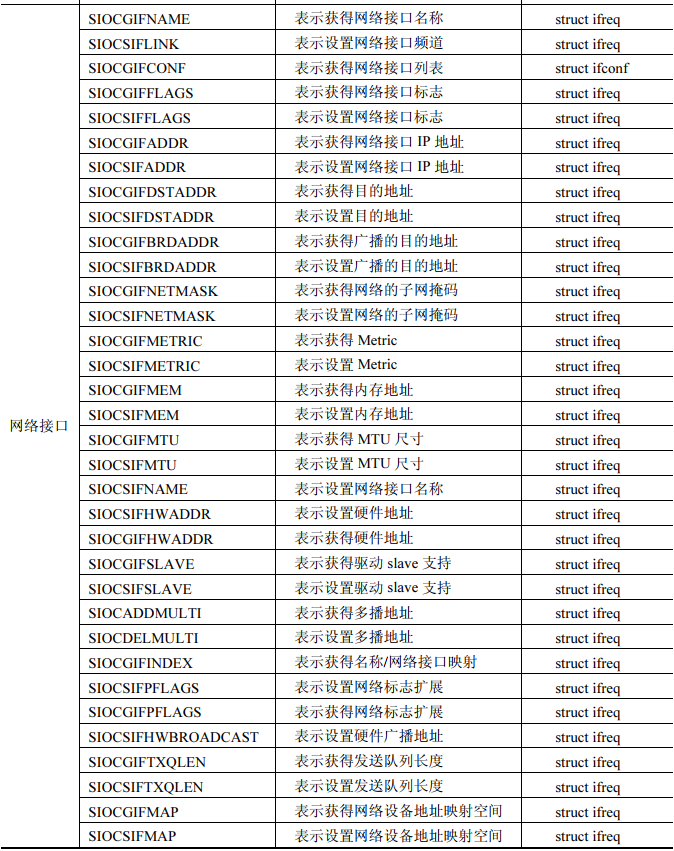 SIOCGIFNAME 表示获得网络接口名称 struct ifreq
SIOCSIFLINK 表示设置网络接口频道 struct ifreq
SIOCGIFCONF 表示获得网络接口列表 struct ifconf
SIOCGIFFLAGS 表示获得网络接口标志 struct ifreq
SIOCSIFFLAGS 表示设置网络接口标志 struct ifreq
SIOCGIFADDR 表示获得网络接口 IP 地址 struct ifreq
SIOCSIFADDR 表示设置网络接口 IP 地址 struct ifreq
SIOCGIFDSTADDR 表示获得目的地址 struct ifreq
SIOCSIFDSTADDR 表示设置目的地址 struct ifreq
SIOCGIFBRDADDR 表示获得广播的目的地址 struct ifreq
SIOCSIFBRDADDR 表示设置广播的目的地址 struct ifreq
SIOCGIFNETMASK 表示获得网络的子网掩码 struct ifreq
SIOCSIFNETMASK 表示设置网络的子网掩码 struct ifreq
SIOCGIFMETRIC 表示获得 Metric struct ifreq
SIOCSIFMETRIC 表示设置 Metric struct ifreq
SIOCGIFMEM 表示获得内存地址 struct ifreq
SIOCSIFMEM 表示设置内存地址 struct ifreq
网络接口
SIOCGIFMTU 表示获得 MTU 尺寸 struct ifreq
SIOCSIFMTU 表示设置 MTU 尺寸 struct ifreq
SIOCSIFNAME 表示设置网络接口名称 struct ifreq
SIOCSIFHWADDR 表示设置硬件地址 struct ifreq
SIOCGIFHWADDR 表示获得硬件地址 struct ifreq
SIOCGIFSLAVE 表示获得驱动 slave 支持 struct ifreq
SIOCSIFSLAVE 表示设置驱动 slave 支持 struct ifreq
SIOCADDMULTI 表示获得多播地址 struct ifreq
SIOCDELMULTI 表示设置多播地址 struct ifreq
SIOCGIFINDEX 表示获得名称/网络接口映射 struct ifreq
SIOCSIFPFLAGS 表示设置网络标志扩展 struct ifreq
SIOCGIFPFLAGS 表示获得网络标志扩展 struct ifreq
SIOCSIFHWBROADCAST 表示设置硬件广播地址 struct ifreq
SIOCGIFTXQLEN 表示获得发送队列长度 struct ifreq
SIOCSIFTXQLEN 表示设置发送队列长度 struct ifreq
SIOCGIFMAP 表示获得网络设备地址映射空间 struct ifreq
SIOCSIFMAP 表示设置网络设备地址映射空间 struct ifreq